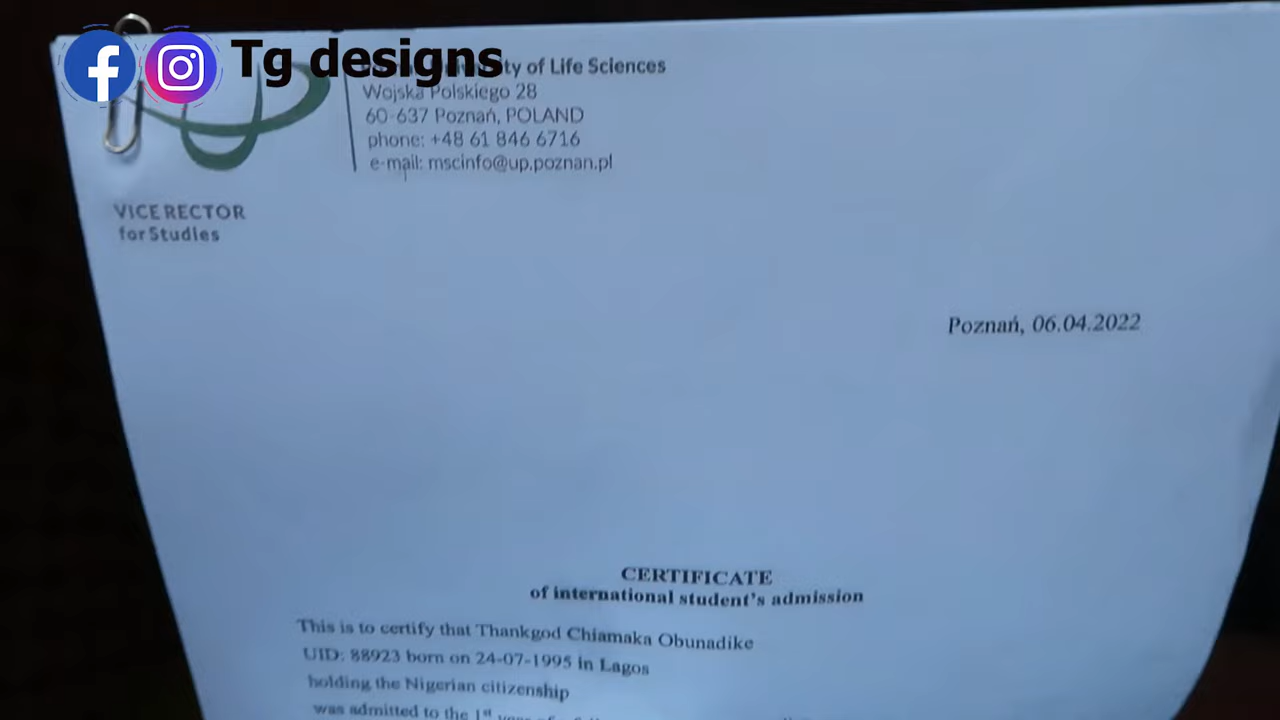 Tg designs
of Life Sciences
Wojska Polskiego 28
60-637 Poznań, POLAND
phone: +48 61 846 6716
e-mail: mscinfo@up.poznan.pl
VICE RECTOR
for Studies
Poznań, 06.04.2022
CERTIFICATE
of international student's admission
This is to certify that Thankgod Chiamaka Obunadike
UID: 88923 born on 24-07-1995 in Lagos
holding the Nigerian citizenship
was admitted to the 1st year of